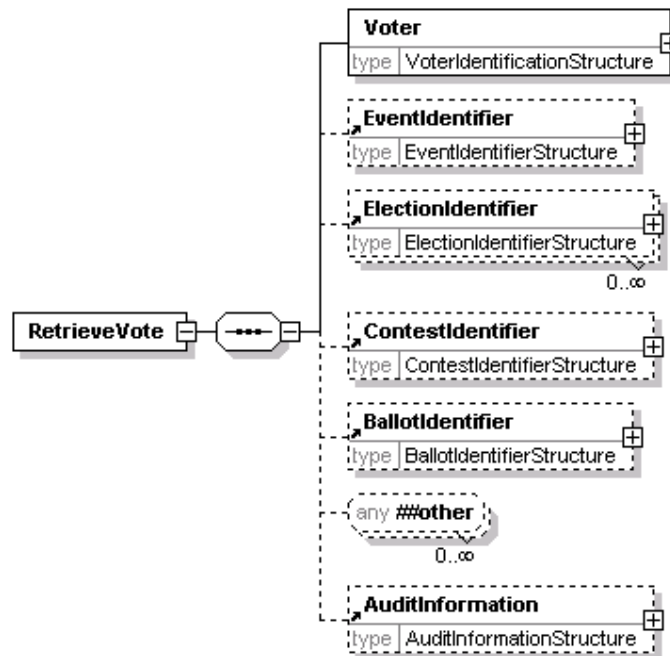 Voter
type VoterIdentificationStructure
EventIdentifier
type EventIdentifierStructure
ElectionIdentifier
type ElectionIdentifierStructure
0..∞
RetrieveVote
ContestIdentifier
type ContestIdentifierStructure
BallotIdentifier
type BallotIdentifierStructure
any ##other
0..∞
AuditInformation
type AuditInformationStructure